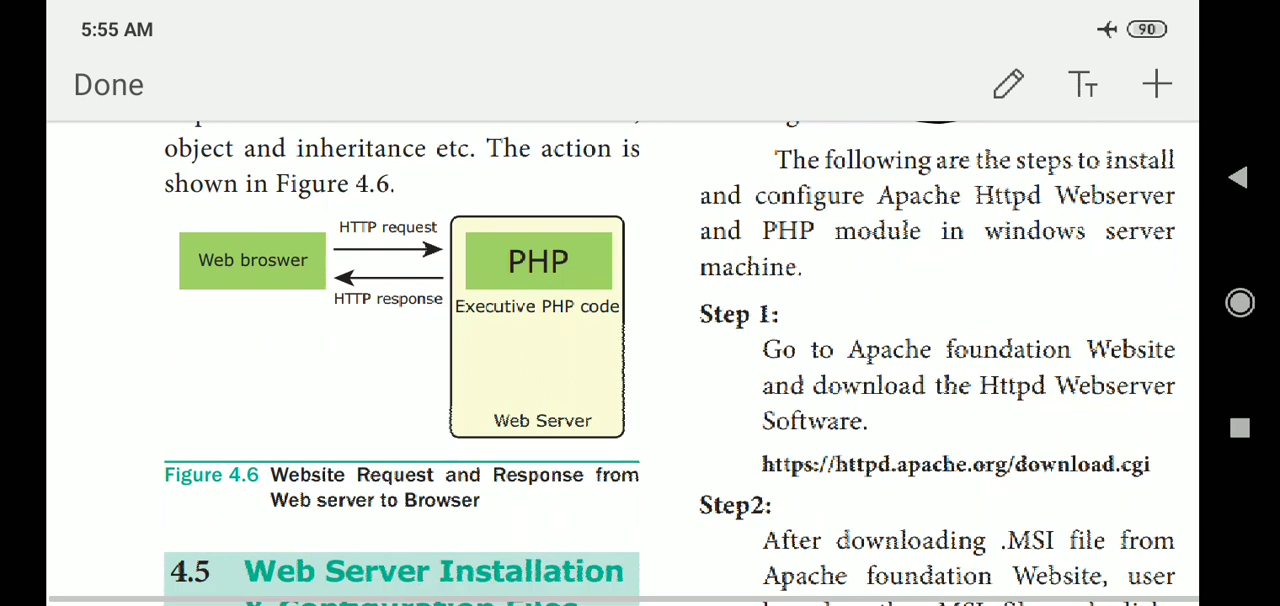 5:55 AM
90
Done
object and inheritance etc. The action is
shown in Figure 4.6.
HTTP request
Web broswer
PHP
HTTP response
Executive PHP code
Web Server
Figure 4.6 Website Request and Response from
Web server to Browser
4.5 Web Server Installation
& Configuration Files
The following are the steps to install
and configure Apache Httpd Webserver
and PHP module in windows server
machine.
Step 1:
Go to Apache foundation Website
and download the Httpd Webserver
Software.
https://httpd.apache.org/download.cgi
Step2:
After downloading .MSI file from
Apache foundation Website, user